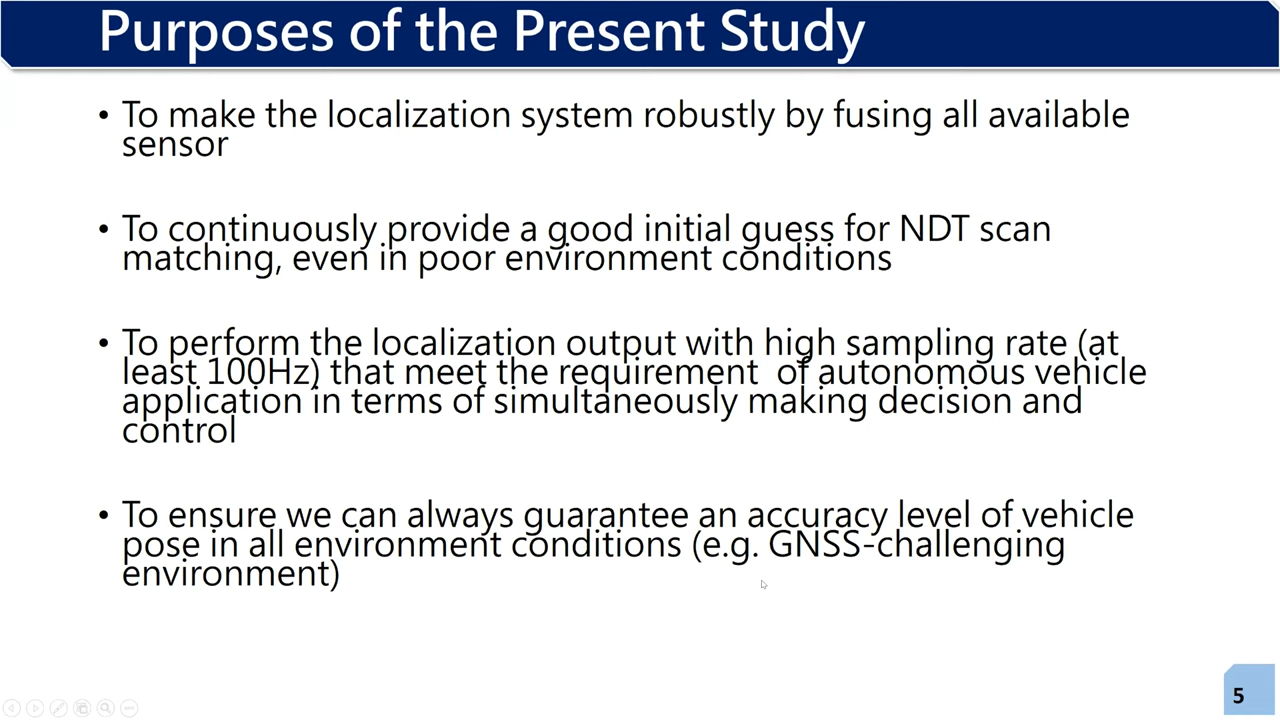 Purposes of the Present Study
• To make the localization system robustly by fusing all available
sensor
• To continuously provide a good initial guess for NDT scan
matching, even in poor environment conditions
• To perform the localization output with high sampling rate (at
least 100Hz) that meet the requirement  of autonomous vehicle
application in terms of simultaneously making decision and
control
• To ensure we can always guarantee an accuracy level of vehicle
pose in all environment conditions (e.g. GNSS-challenging
environment)
5